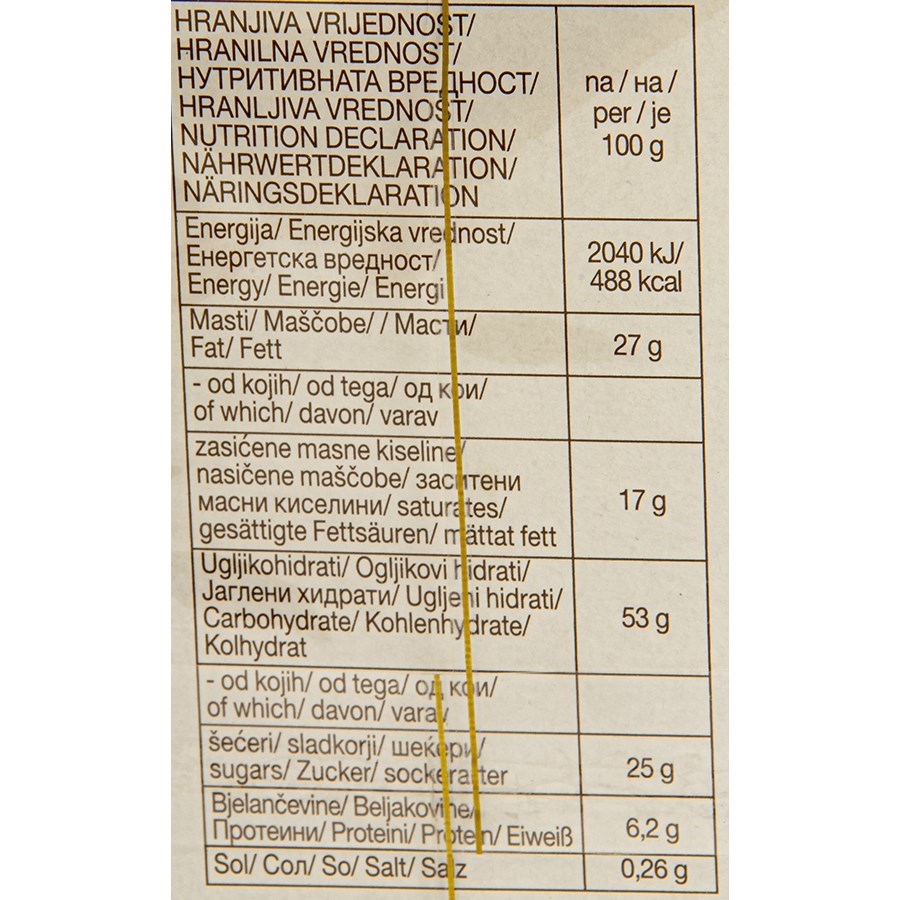 HRANJIVA VRIJEDNOST/
HRANILNA VREDNOST/
НУТРИТИВНАТА ВРЕДНОСТ/
HRANLJIVA VREDNOST/
NUTRITION DECLARATION/
NÄHRWERTDEKLARATION/
NÄRINGSDEKLARATION
na / на /
per / je
100 g
Energija/ Energijska vrednost/
Енергетска вредност/
Energy/ Energie/ Energi
2040 kJ/
488 kcal
Masti/ Maščobe/ / Масти/
Fat/ Fett
27 g
- od kojih/ od tega/ од кои/
of which/ davon/ varav
zasićene masne kiseline/
nasičene maščobe/ заситени
масни киселини/ saturates/
gesättigte Fettsäuren/ mättat fett
17 g
Ugljikohidrati/ Ogljikovi hidrati/
Јаглени хидрати/ Ugljeni hidrati/
Carbohydrate/ Kohlenhydrate/
Kolhydrat
53 g
- od kojih/ od tega/ од кои/
of which/ davon/ varav
šećeri/ sladkorji/ шеќери/
sugars/ Zucker/ sockerarter
25 g
Bjelančevine/ Beljakovine/
Протеини/ Proteini/ Protein/ Eiweiß
6,2 g
Sol/ Сол/ So/ Salt/ Salz
0,26 g